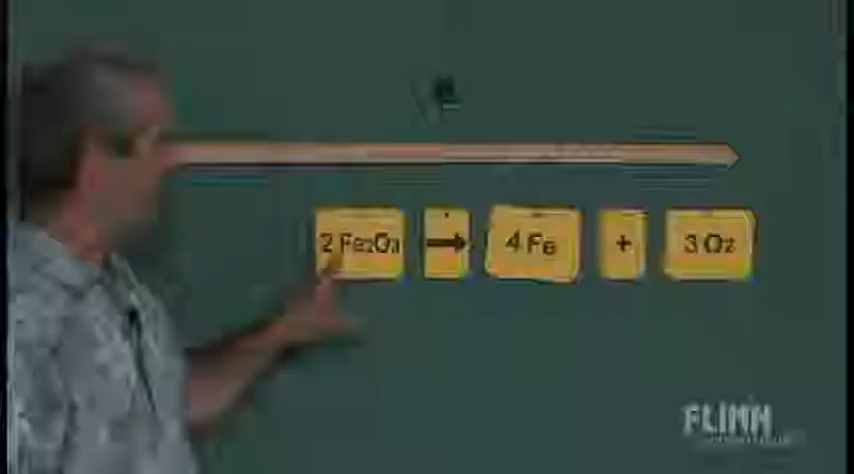 2 Fe₂O₃ → 4 Fe + 3 O₂
FLINN